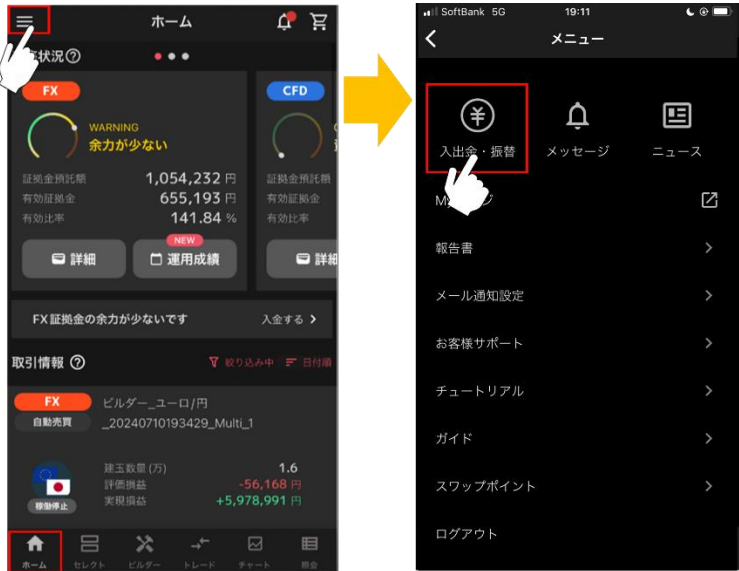 ホーム
状況?
FX
WARNING
余力が少ない
証拠金預託額 1,054,232 円
有効証拠金 655,193 円
有効比率 141.84 %
詳細
NEW
運用成績
CFD
証拠金預託額
有効証拠金
有効比率
詳細
FX証拠金の余力が少ないです 入金する >
取引情報 ? 絞り込み中 日付順
FX
自動売買
ビルダー_ユーロ/円
_20240710193429_Multi_1
稼働停止
建玉数量(万) 1.6
評価損益 -56,168 円
実現損益 +5,978,991 円
ホーム セレクト ビルダー トレード チャート 照会
SoftBank 5G 19:11
メニュー
入出金・振替 メッセージ ニュース
報告書
メール通知設定
お客様サポート
チュートリアル
ガイド
スワップポイント
ログアウト